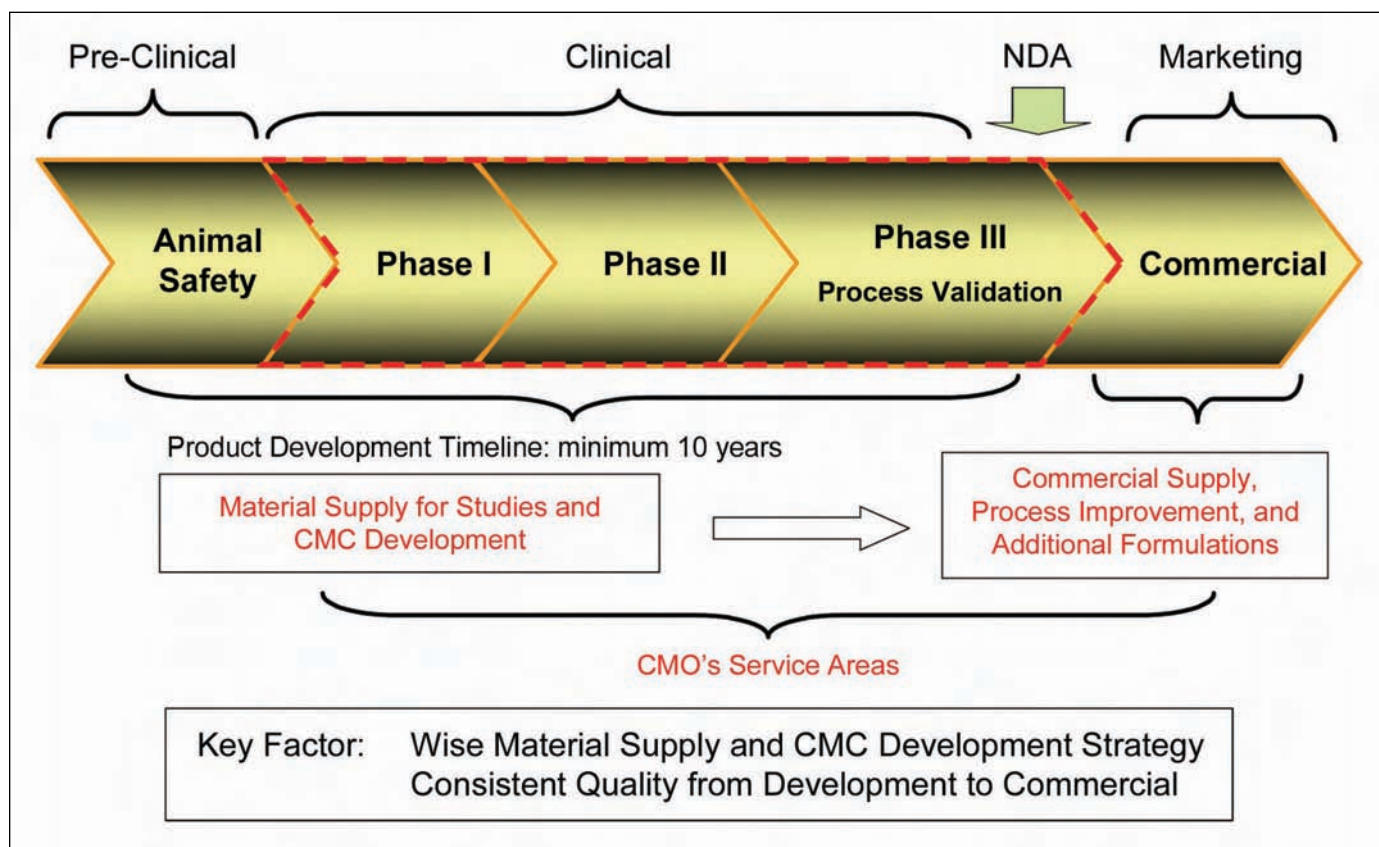 Pre-Clinical
Clinical
NDA
Marketing
Animal
Safety
Phase I
Phase II
Phase III
Process Validation
Commercial
Product Development Timeline: minimum 10 years
Material Supply for Studies and
CMC Development
Commercial Supply,
Process Improvement, and
Additional Formulations
CMO's Service Areas
Key Factor: Wise Material Supply and CMC Development Strategy
Consistent Quality from Development to Commercial